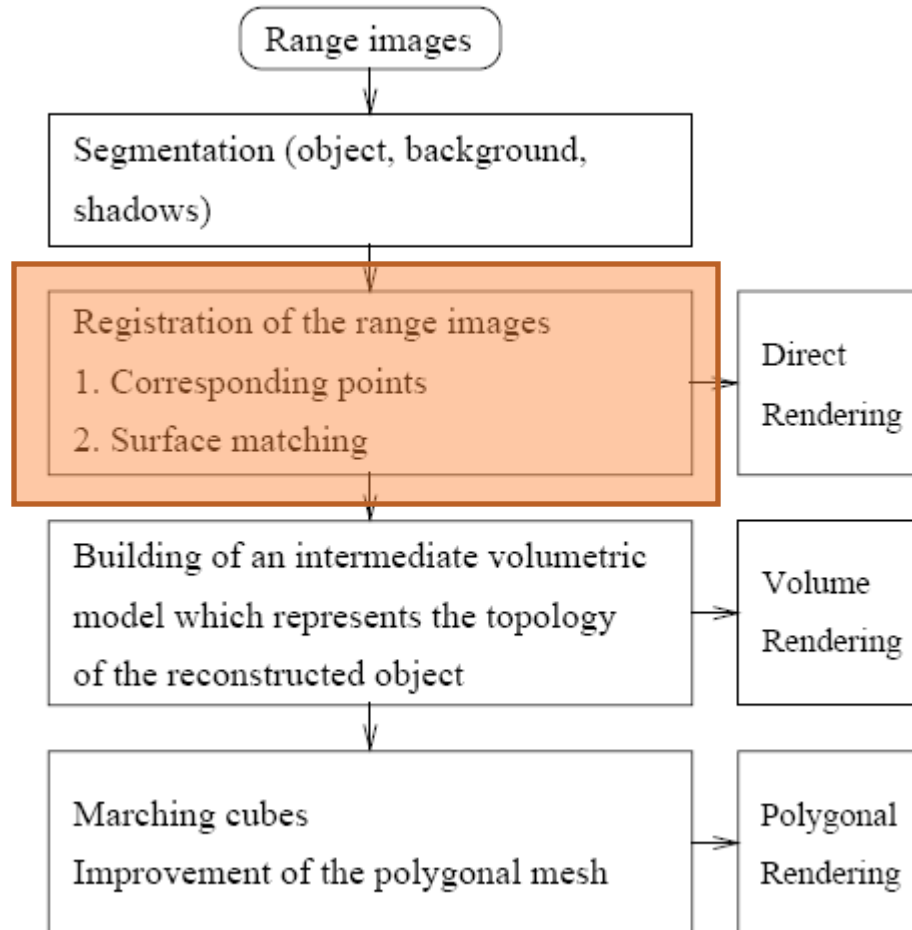 Range images
Segmentation (object, background,
shadows)
Registration of the range images
1. Corresponding points
2. Surface matching
Direct
Rendering
Building of an intermediate volumetric
model which represents the topology
of the reconstructed object
Volume
Rendering
Marching cubes
Improvement of the polygonal mesh
Polygonal
Rendering